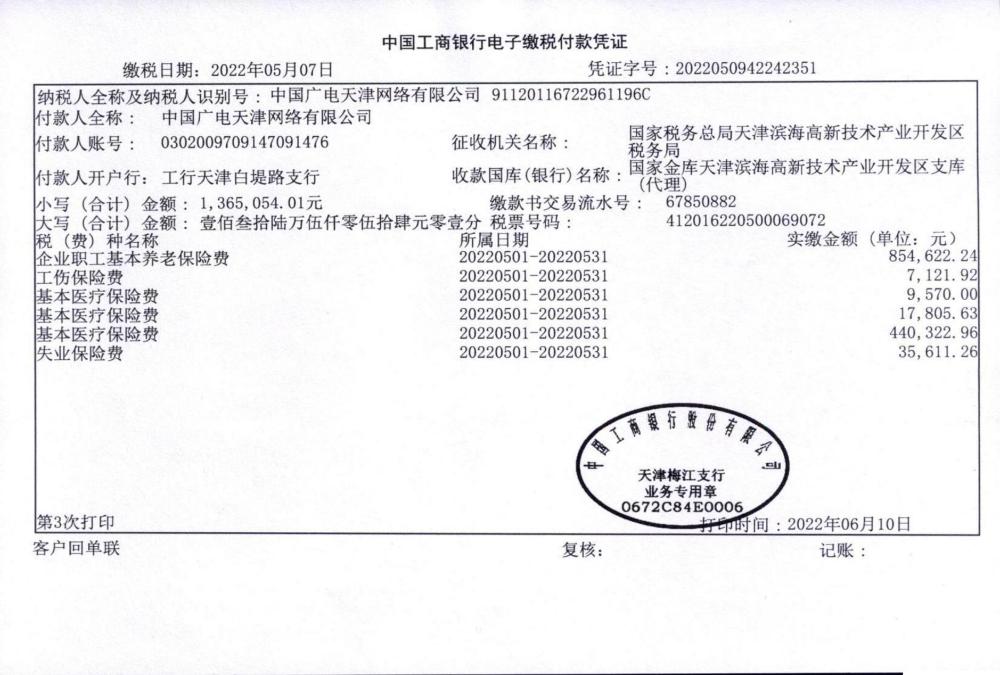 中国工商银行电子缴税付款凭证
缴税日期：2022年05月07日 凭证字号：2022050942242351
纳税人全称及纳税人识别号：中国广电天津网络有限公司 91120116722961196C
付款人全称： 中国广电天津网络有限公司
付款人账号： 0302009709147091476 征收机关名称： 国家税务总局天津滨海高新技术产业开发区
税务局
付款人开户行：工行天津白堤路支行 收款国库(银行)名称：国家金库天津滨海高新技术产业开发区支库
(代理)
小写（合计）金额：1,365,054.01元 缴款书交易流水号： 67850882
大写（合计）金额：壹佰叁拾陆万伍仟零伍拾肆元零壹分 税票号码： 412016220500069072
税（费）种名称 所属日期 实缴金额（单位：元）
企业职工基本养老保险费 20220501-20220531 854,622.24
工伤保险费 20220501-20220531 7,121.92
基本医疗保险费 20220501-20220531 9,570.00
基本医疗保险费 20220501-20220531 17,805.63
基本医疗保险费 20220501-20220531 440,322.96
失业保险费 20220501-20220531 35,611.26
中国工商银行股份有限公司
天津梅江支行
业务专用章
0672C84E0006
第3次打印 打印时间：2022年06月10日
客户回单联 复核： 记账：